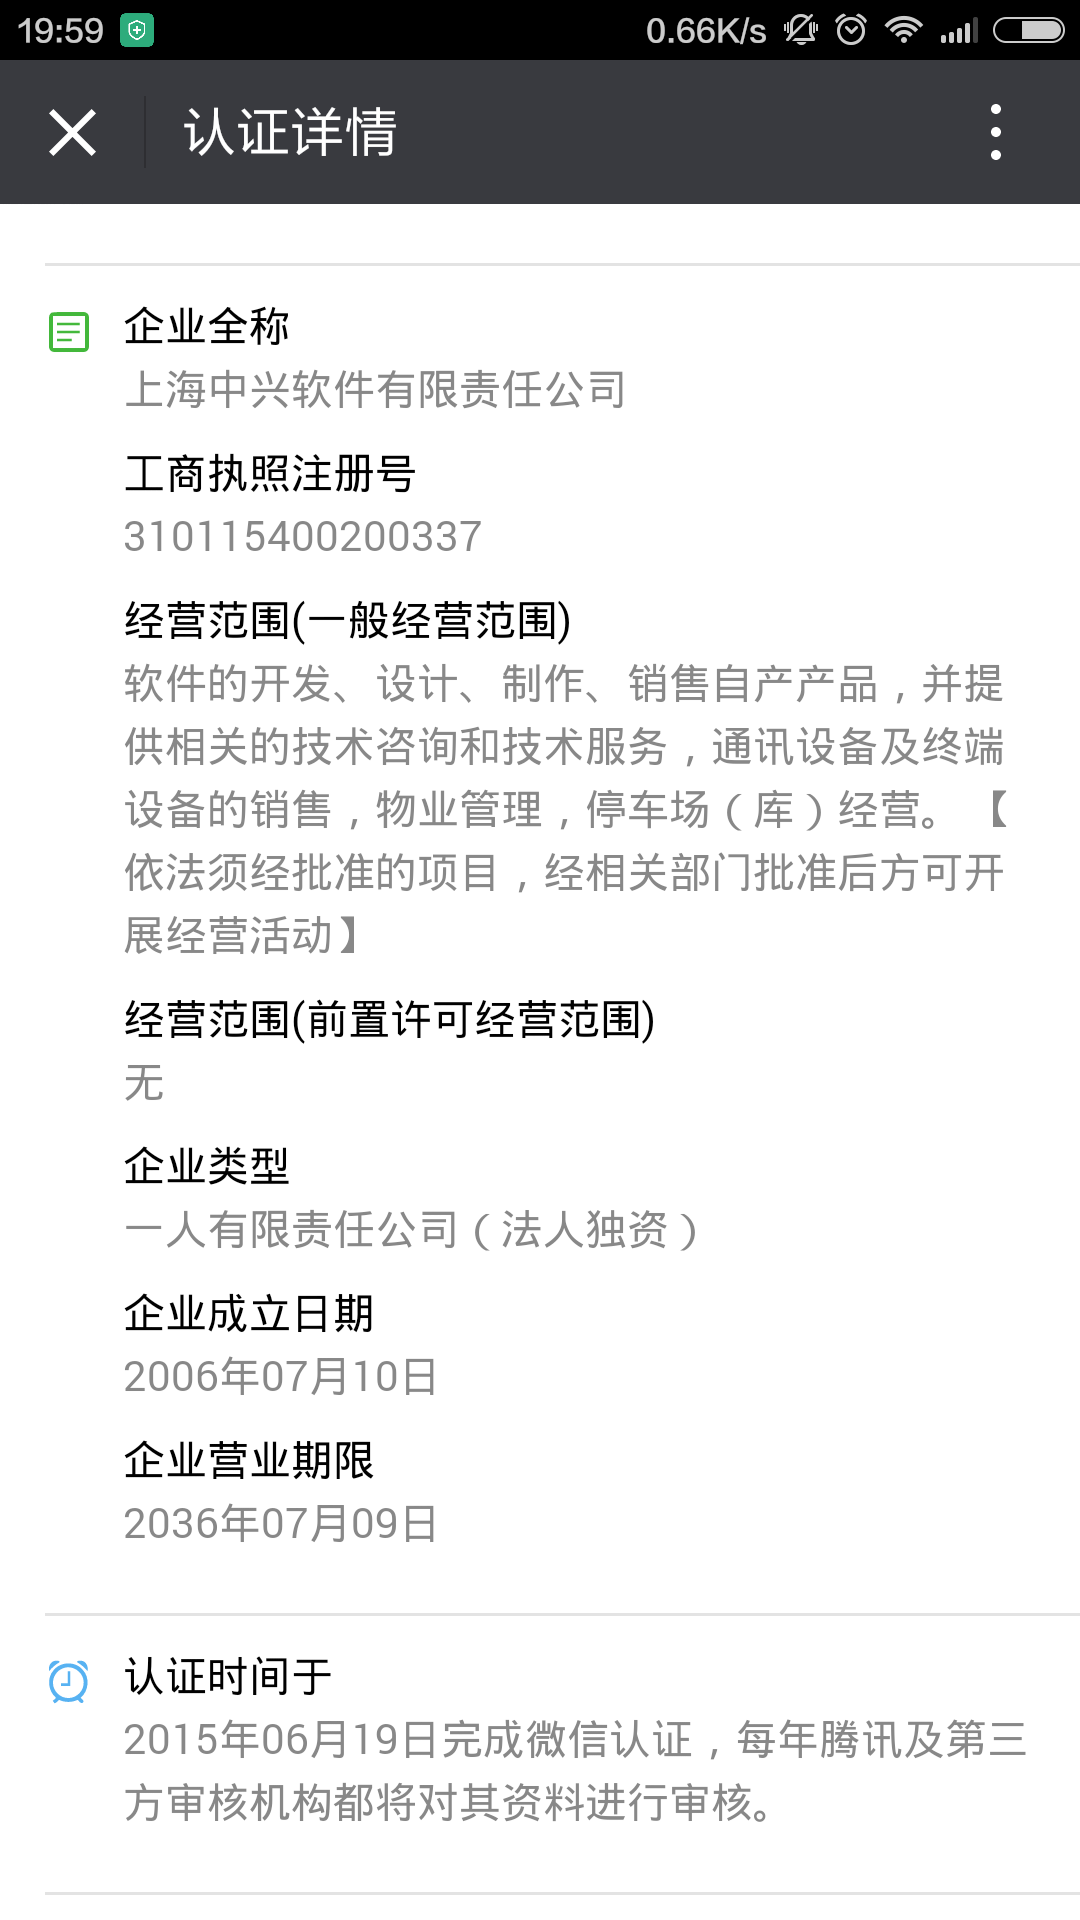 19:59
0.66K/s
认证详情
企业全称
上海中兴软件有限责任公司
工商执照注册号
310115400200337
经营范围(一般经营范围)
软件的开发、设计、制作、销售自产产品，并提
供相关的技术咨询和技术服务，通讯设备及终端
设备的销售，物业管理，停车场（库）经营。【
依法须经批准的项目，经相关部门批准后方可开
展经营活动】
经营范围(前置许可经营范围)
无
企业类型
一人有限责任公司（法人独资）
企业成立日期
2006年07月10日
企业营业期限
2036年07月09日
认证时间于
2015年06月19日完成微信认证，每年腾讯及第三
方审核机构都将对其资料进行审核。